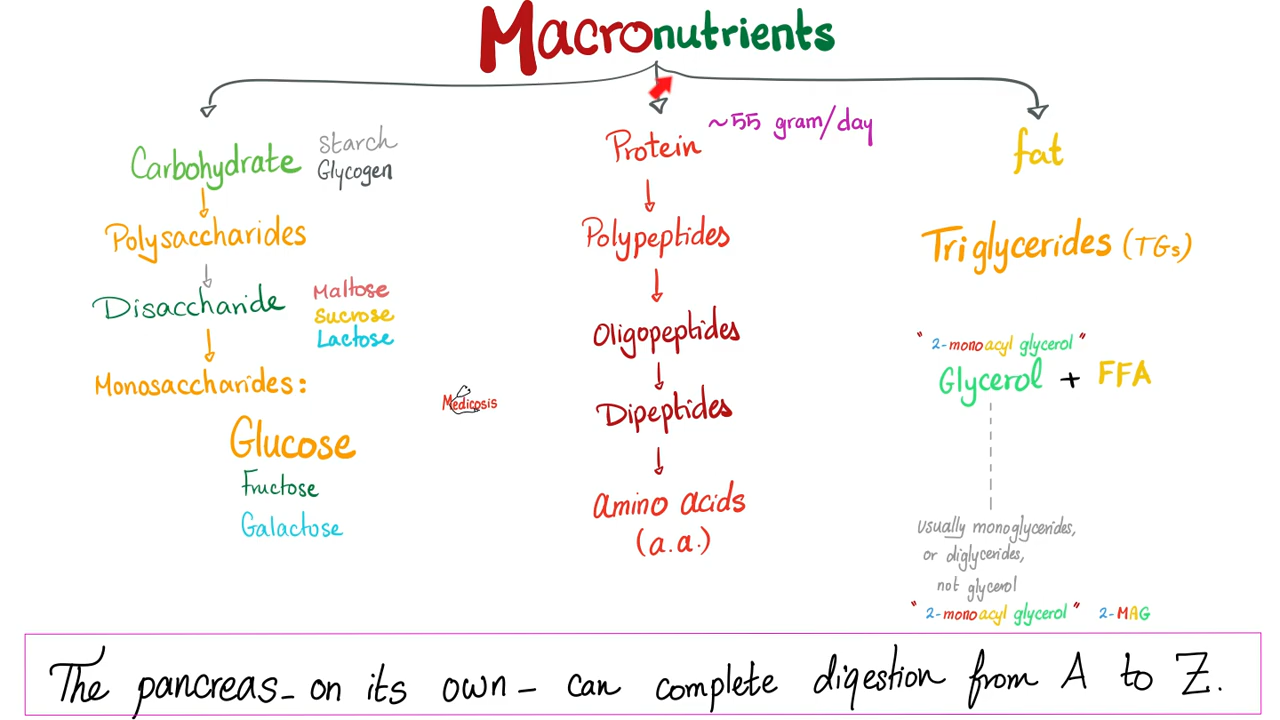 Macronutrients
Carbohydrate
Starch
Glycogen
Polysaccharides
Disaccharide
Maltose
Sucrose
Lactose
Monosaccharides:
Glucose
Fructose
Galactose
Medicosis
Protein
~55 gram/day
Polypeptides
Oligopeptides
Dipeptides
Amino acids
(a.a.)
fat
Triglycerides (TGs)
"2-monoacyl glycerol"
Glycerol + FFA
usually monoglycerides,
or diglycerides,
not glycerol
"2-monoacyl glycerol" 2-MAG
The pancreas - on its own - can complete digestion from A to Z.